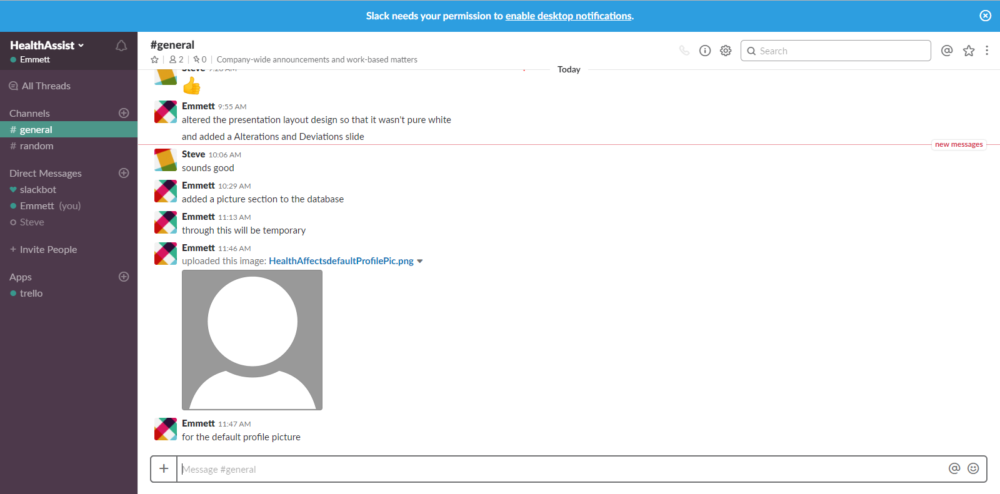 Slack needs your permission to enable desktop notifications.
HealthAssist
Emmett
All Threads
Channels
# general
# random
Direct Messages
slackbot
Emmett (you)
Steve
+ Invite People
Apps
trello
#general
2 | 0 | Company-wide announcements and work-based matters
Search
Today
Steve 9:26 AM
Emmett 9:55 AM
altered the presentation layout design so that it wasn't pure white
and added a Alterations and Deviations slide
new messages
Steve 10:06 AM
sounds good
Emmett 10:29 AM
added a picture section to the database
Emmett 11:13 AM
through this will be temporary
Emmett 11:46 AM
uploaded this image: HealthAffectsdefaultProfilePic.png
Emmett 11:47 AM
for the default profile picture
Message #general